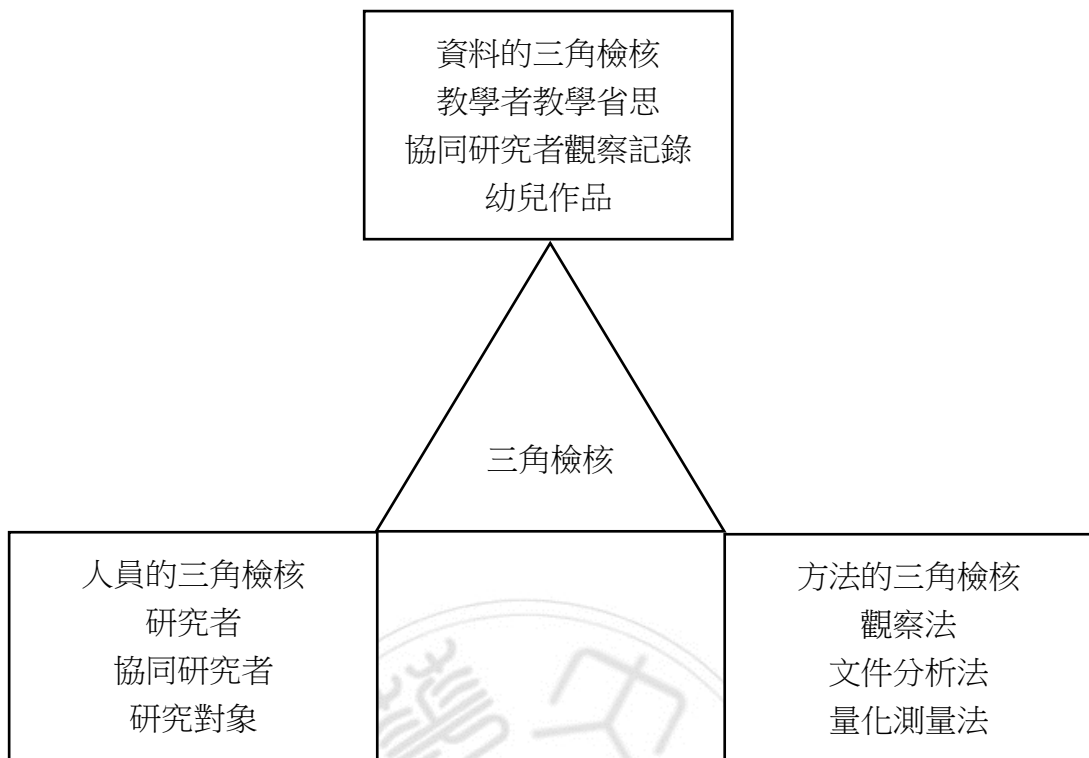 資料的三角檢核
教學者教學省思
協同研究者觀察記錄
幼兒作品
三角檢核
人員的三角檢核
研究者
協同研究者
研究對象
方法的三角檢核
觀察法
文件分析法
量化測量法